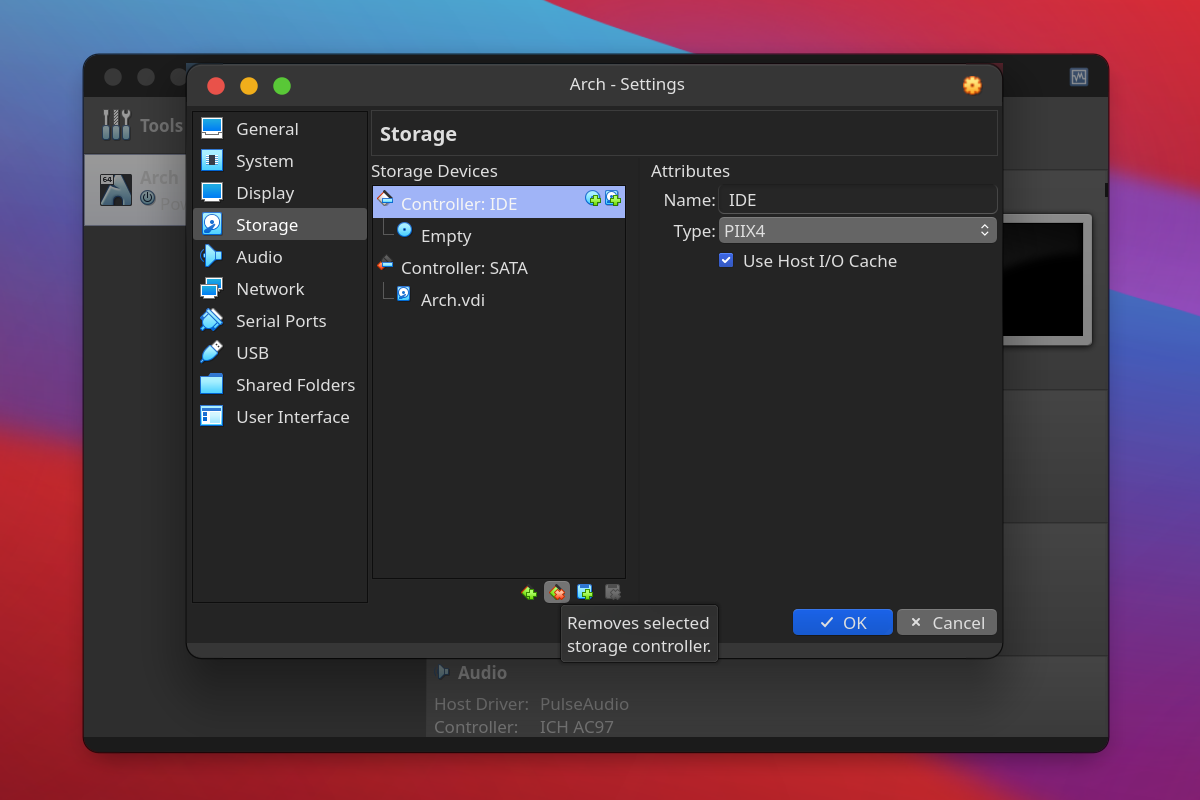 Arch - Settings
Tools
64
Arch
Po
General
System
Display
Storage
Audio
Network
Serial Ports
USB
Shared Folders
User Interface
Storage
Storage Devices
Controller: IDE
Empty
Controller: SATA
Arch.vdi
Attributes
Name: IDE
Type: PIIX4
Use Host I/O Cache
Removes selected
storage controller.
OK
Cancel
Audio
Host Driver: PulseAudio
Controller: ICH AC97